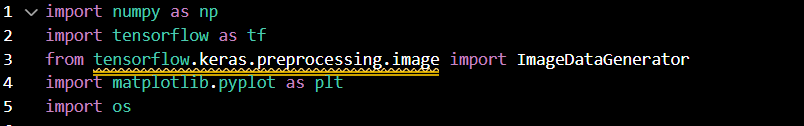 1 import numpy as np
2 import tensorflow as tf
3 from tensorflow.keras.preprocessing.image import ImageDataGenerator
4 import matplotlib.pyplot as plt
5 import os